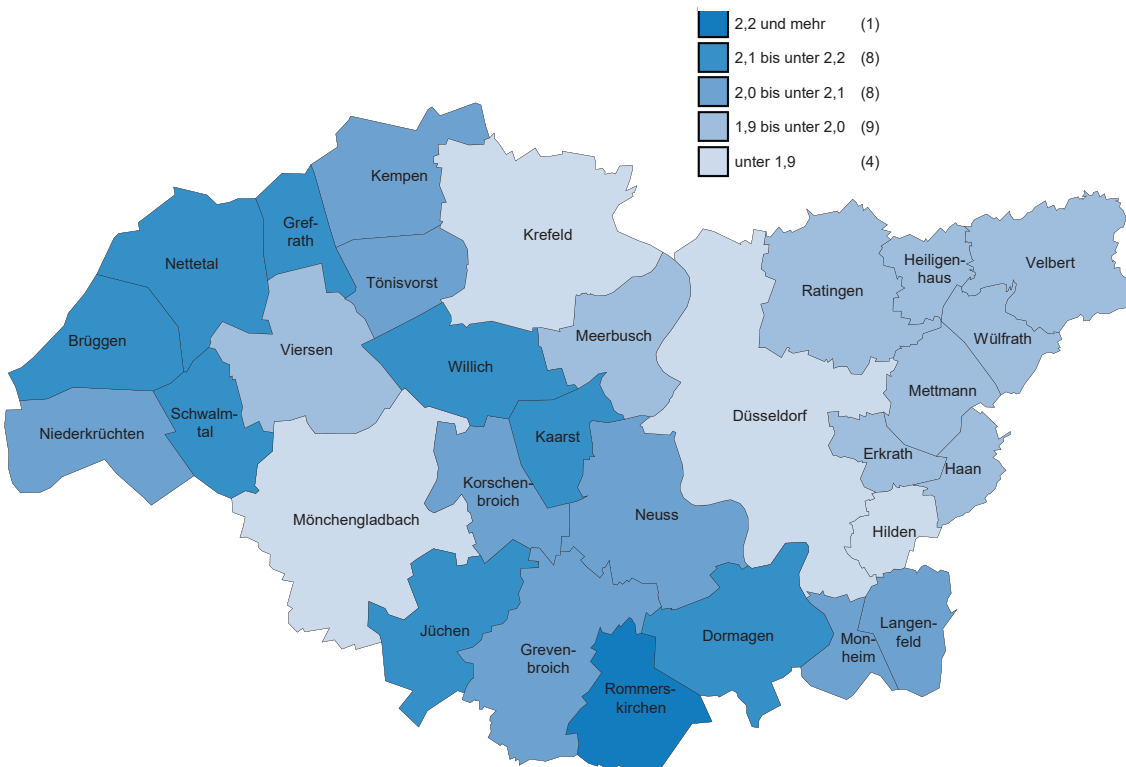 2,2 und mehr (1)
2,1 bis unter 2,2 (8)
2,0 bis unter 2,1 (8)
1,9 bis unter 2,0 (9)
unter 1,9 (4)
Kempen
Gref-
rath
Krefeld
Nettetal
Tönisvorst
Heiligen-
haus
Velbert
Ratingen
Brüggen
Viersen
Meerbusch
Wülfrath
Willich
Mettmann
Niederkrüchten
Schwalm-
tal
Kaarst
Düsseldorf
Erkrath
Haan
Korschen-
broich
Mönchengladbach
Neuss
Hilden
Jüchen
Dormagen
Langen-
feld
Mon-
heim
Greven-
broich
Rommers-
kirchen